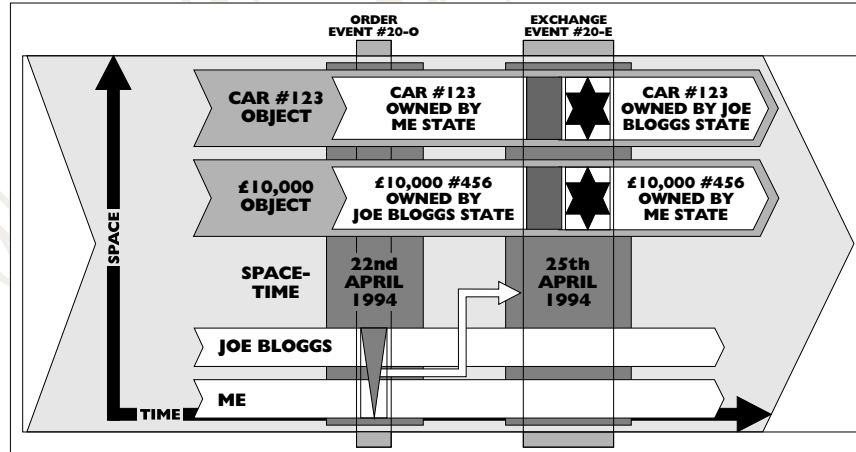 ORDER
EVENT #20-O
EXCHANGE
EVENT #20-E
CAR #123
OBJECT
CAR #123
OWNED BY
ME STATE
CAR #123
OWNED BY JOE
BLOGGS STATE
£10,000
OBJECT
£10,000 #456
OWNED BY
JOE BLOGGS STATE
£10,000 #456
OWNED BY
ME STATE
SPACE
SPACE-
TIME
22nd
APRIL
1994
25th
APRIL
1994
JOE BLOGGS
ME
TIME